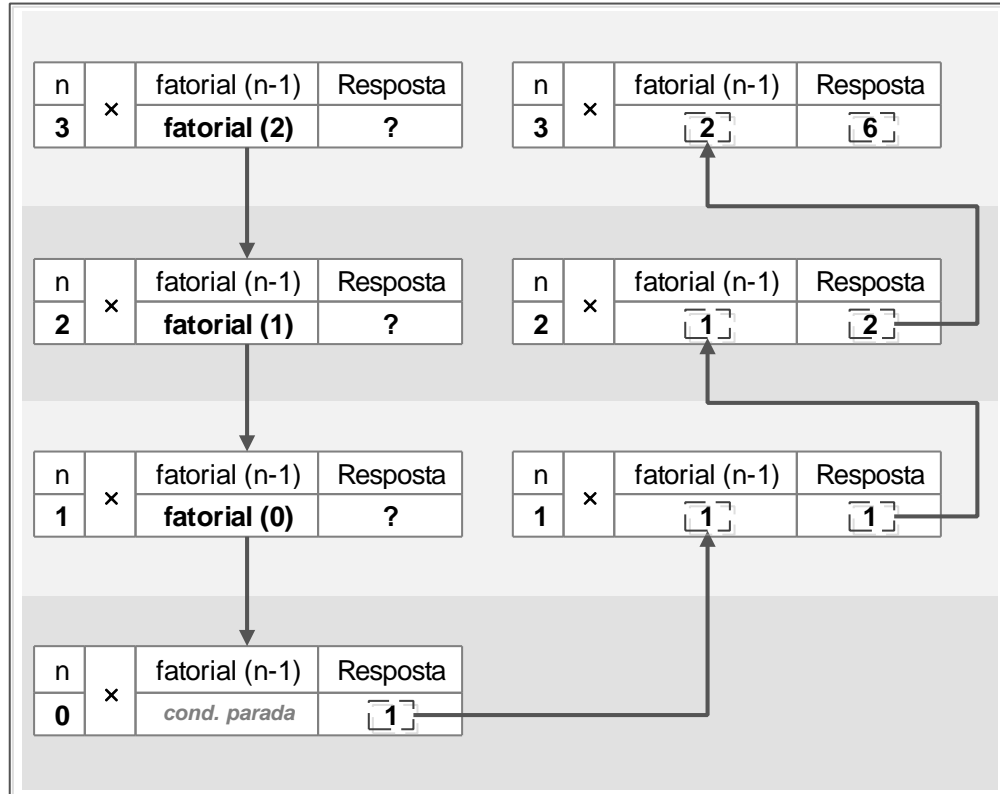 n × fatorial (n-1) Resposta
3 fatorial (2) ?
n × fatorial (n-1) Resposta
3 2 6
n × fatorial (n-1) Resposta
2 fatorial (1) ?
n × fatorial (n-1) Resposta
2 1 2
n × fatorial (n-1) Resposta
1 fatorial (0) ?
n × fatorial (n-1) Resposta
1 1 1
n × fatorial (n-1) Resposta
0 cond. parada 1